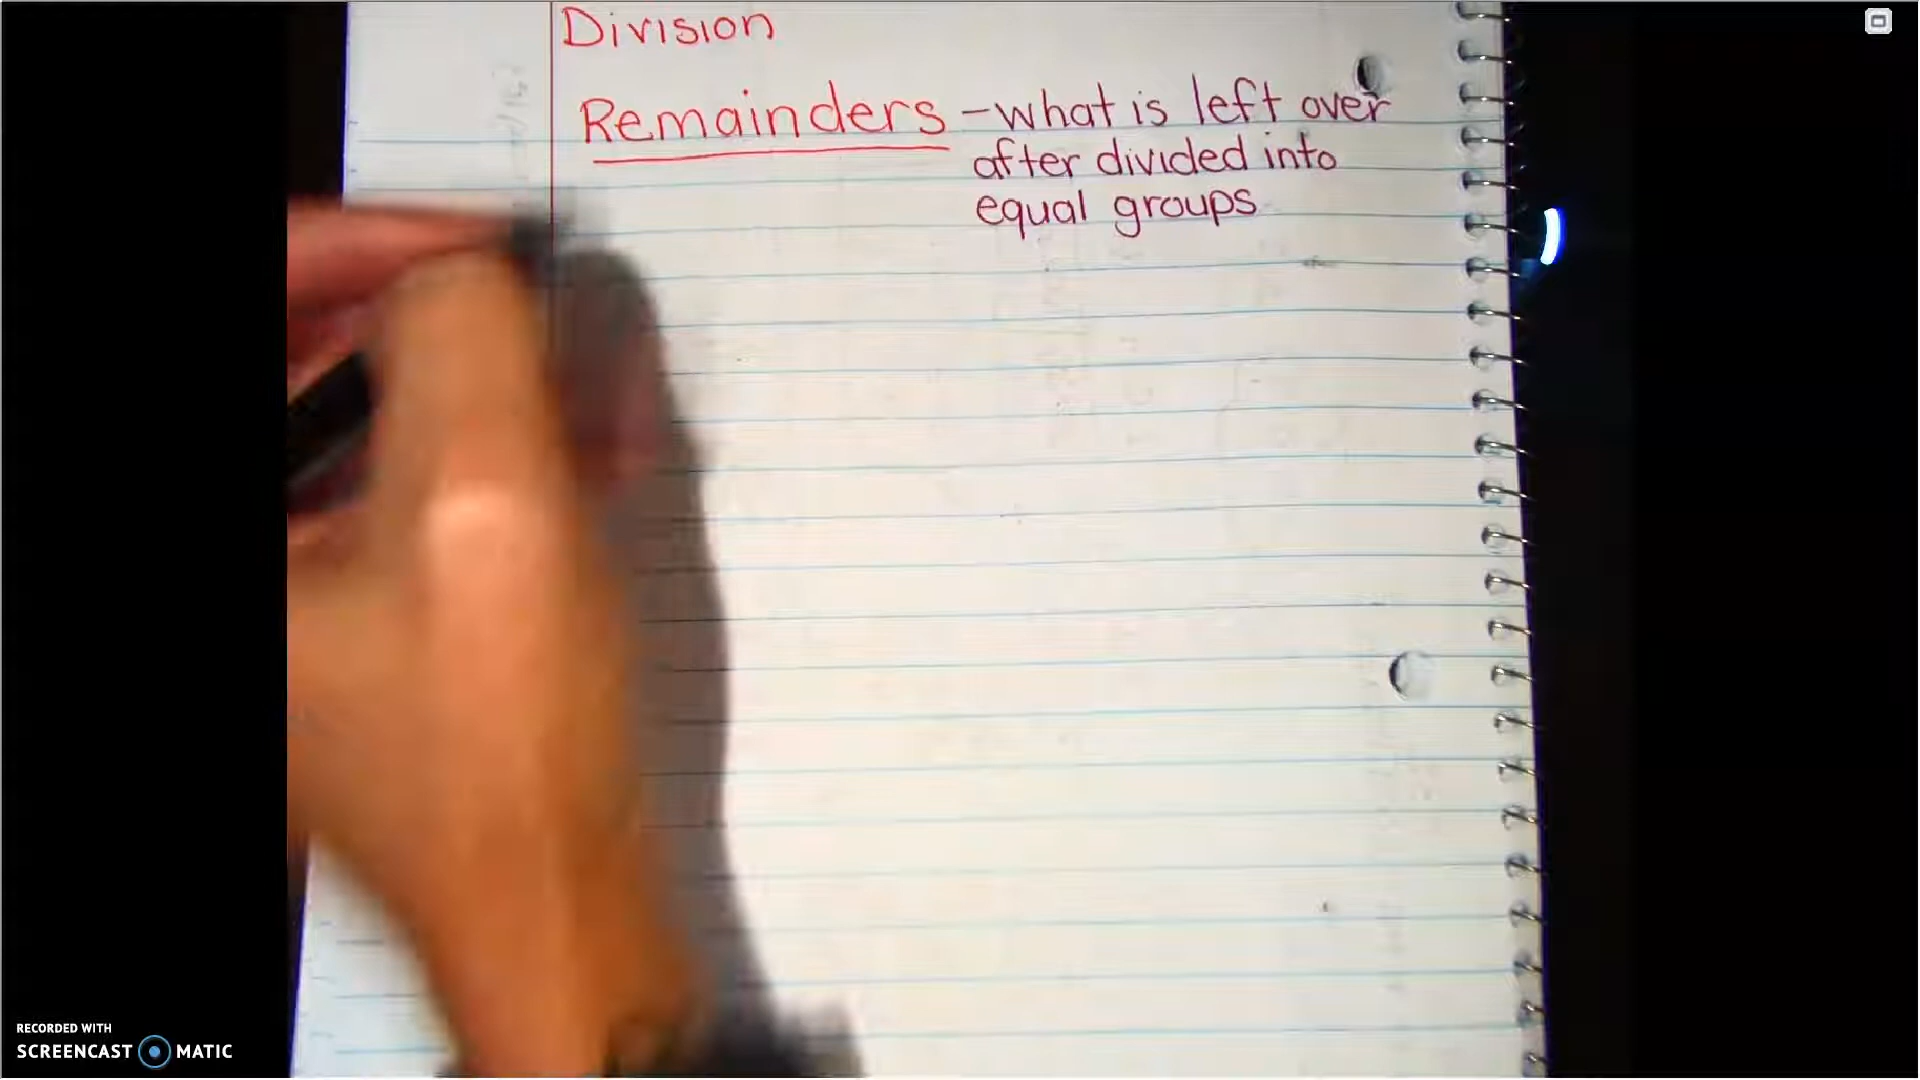 Division
Remainders - what is left over
after divided into
equal groups
RECORDED WITH
SCREENCAST MATIC